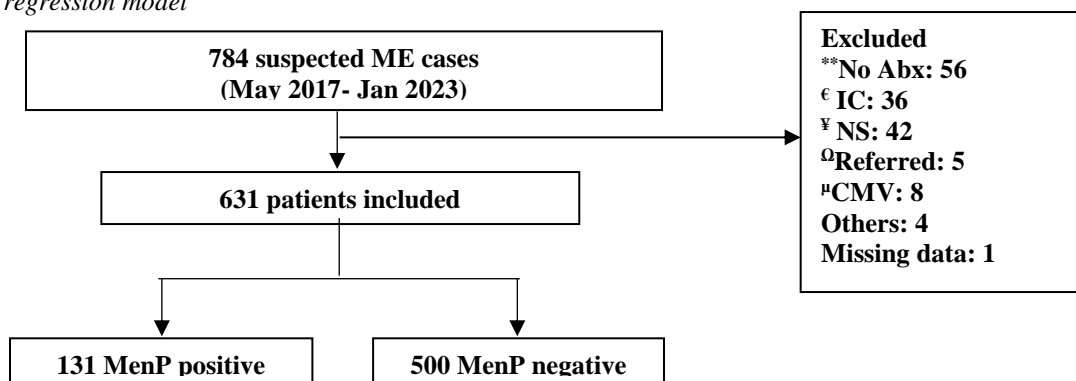 regression model
784 suspected ME cases
(May 2017- Jan 2023)
Excluded
**No Abx: 56
€ IC: 36
¥ NS: 42
ΩReferred: 5
µCMV: 8
Others: 4
Missing data: 1
631 patients included
131 MenP positive
500 MenP negative